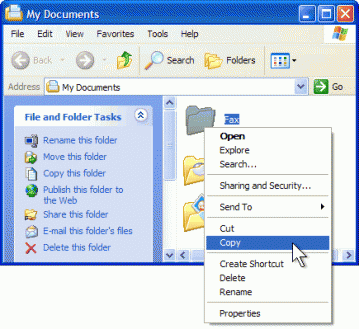 My Documents
File Edit View Favorites Tools Help
Back Search Folders
Address My Documents Go
File and Folder Tasks
Rename this folder
Move this folder
Copy this folder
Publish this folder to
the Web
Share this folder
E-mail this folder's files
Delete this folder
Fax
Open
Explore
Search...
Sharing and Security...
Send To
Cut
Copy
Create Shortcut
Delete
Rename
Properties